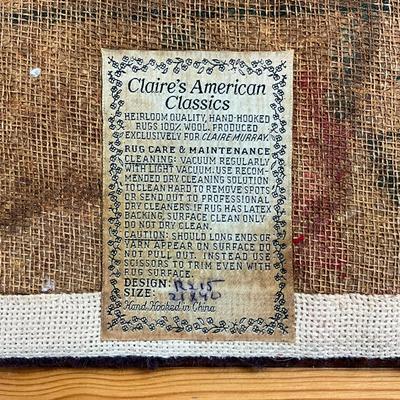 Claire's American
Classics
HEIRLOOM QUALITY, HAND-HOOKED
RUGS 100% WOOL. PRODUCED
EXCLUSIVELY FOR CLAIRE MURRAY.
RUG CARE & MAINTENANCE
CLEANING: VACUUM REGULARLY
WITH LIGHT VACUUM. USE RECOM-
MENDED DRY CLEANING SOLUTION
TO CLEAN HARD TO REMOVE SPOTS
OR SEND OUT TO PROFESSIONAL
DRY CLEANERS. IF RUG HAS LATEX
BACKING, SURFACE CLEAN ONLY
DO NOT DRY CLEAN.
CAUTION: SHOULD LONG ENDS OF
YARN APPEAR ON SURFACE DO
NOT PULL OUT. INSTEAD USE
SCISSORS TO TRIM EVEN WITH
RUG SURFACE.
DESIGN: R215
SIZE:
Hand Hooked in China